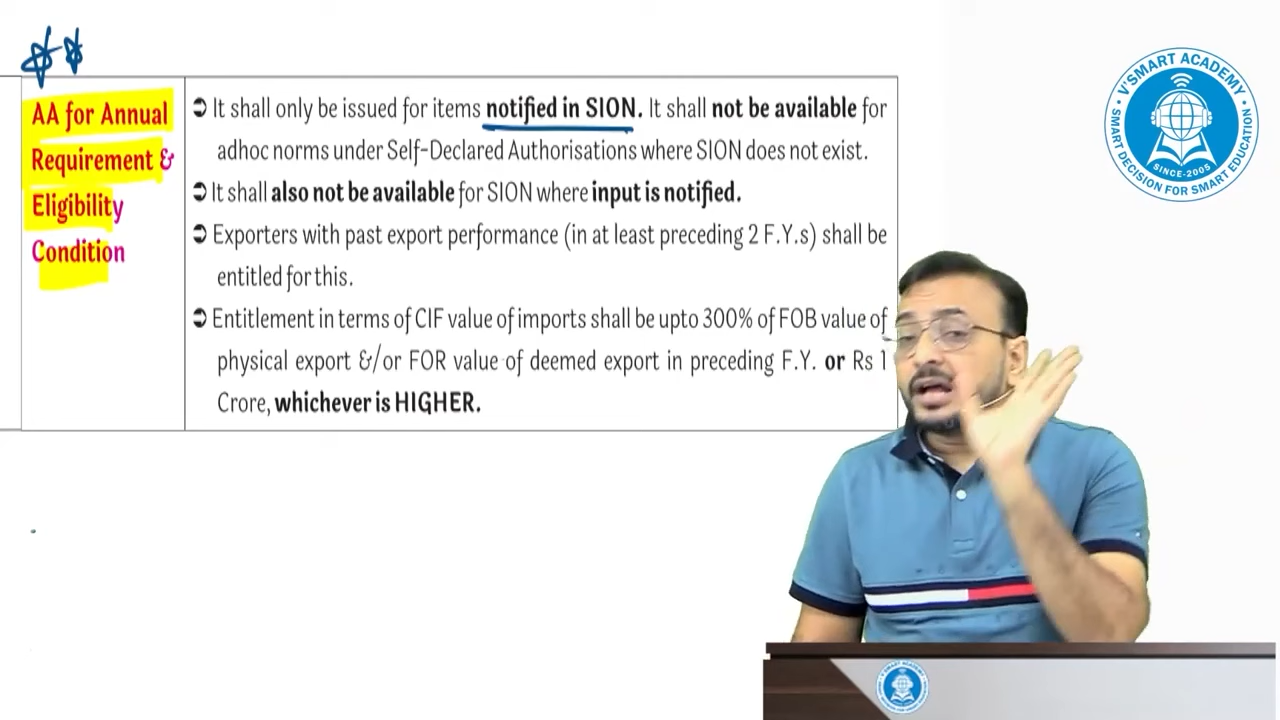 AA for Annual
Requirement &
Eligibility
Condition
➲ It shall only be issued for items notified in SION. It shall not be available for
adhoc norms under Self-Declared Authorisations where SION does not exist.
➲ It shall also not be available for SION where input is notified.
➲ Exporters with past export performance (in at least preceding 2 F.Y.s) shall be
entitled for this.
➲ Entitlement in terms of CIF value of imports shall be upto 300% of FOB value of
physical export &/or FOR value of deemed export in preceding F.Y. or Rs 1
Crore, whichever is HIGHER.
V'SMART ACADEMY
SINCE-2005
SMART DECISION FOR SMART EDUCATION
V'SMART ACADEMY